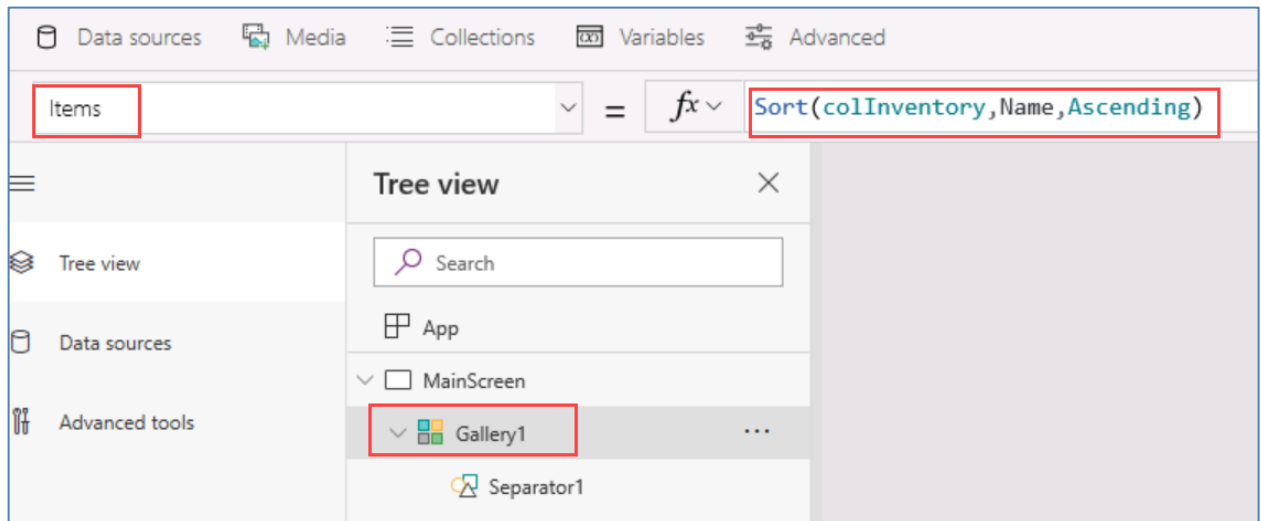 Data sources Media Collections (x) Variables Advanced
Items = fx Sort(colInventory,Name,Ascending)
Tree view
Search
Tree view
App
Data sources
MainScreen
Advanced tools
Gallery1 ...
Separator1